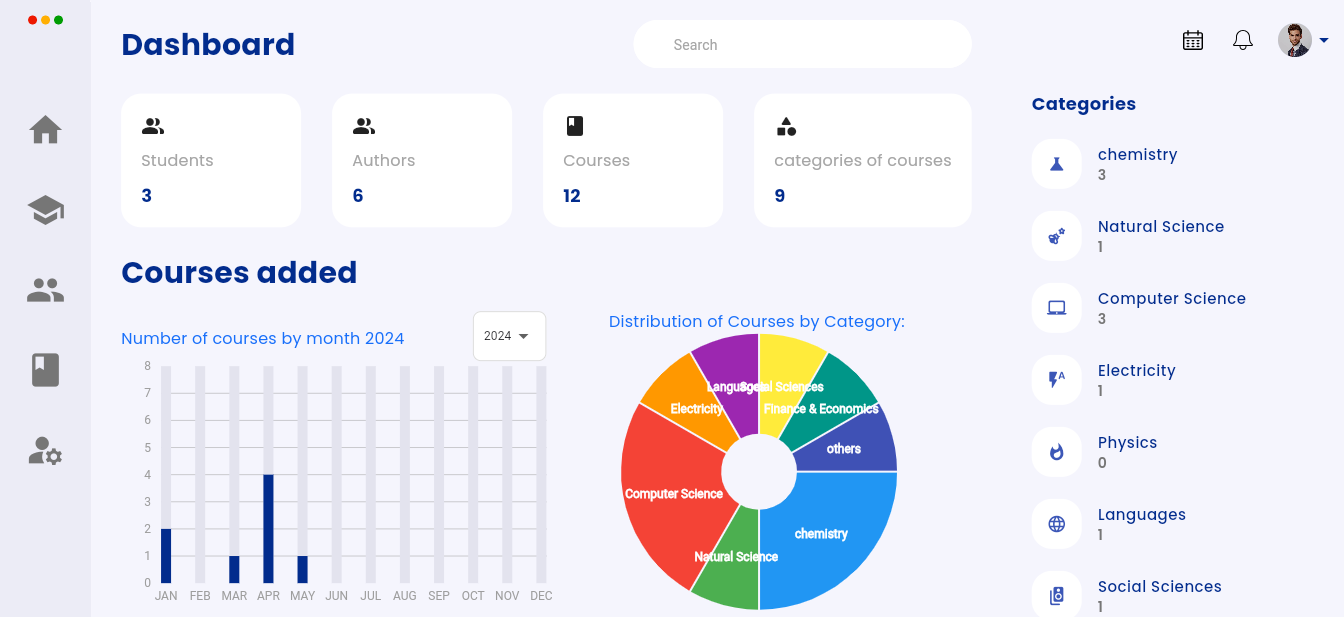 Dashboard
Search
Students
3
Authors
6
Courses
12
categories of courses
9
Courses added
Number of courses by month 2024
2024
8
7
6
5
4
3
2
1
0
JAN FEB MAR APR MAY JUN JUL AUG SEP OCT NOV DEC
Distribution of Courses by Category:
Languages
Social Sciences
Electricity
Finance & Economics
others
Computer Science
chemistry
Natural Science
Categories
chemistry
3
Natural Science
1
Computer Science
3
A
Electricity
1
Physics
0
Languages
1
Social Sciences
1